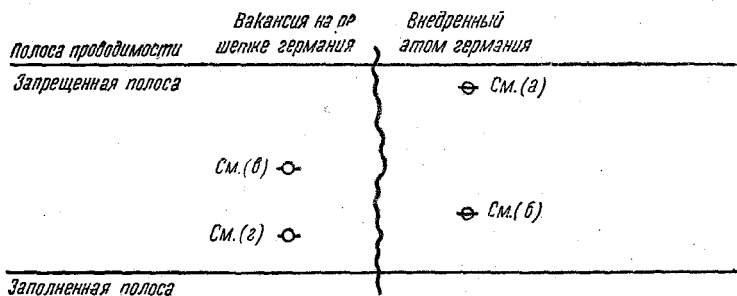 Вакансия на ре
шетке германия
Внедренный
атом германия
Полоса проводимости
Запрещенная полоса
См.(а)
См.(в)
См.(б)
См.(г)
Заполненная полоса